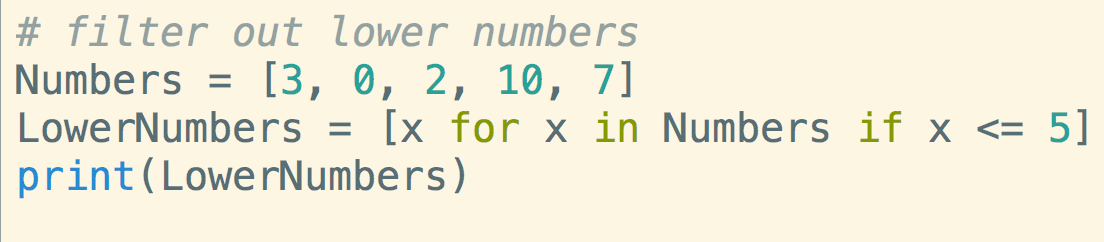 # filter out lower numbers
Numbers = [3, 0, 2, 10, 7]
LowerNumbers = [x for x in Numbers if x <= 5]
print(LowerNumbers)